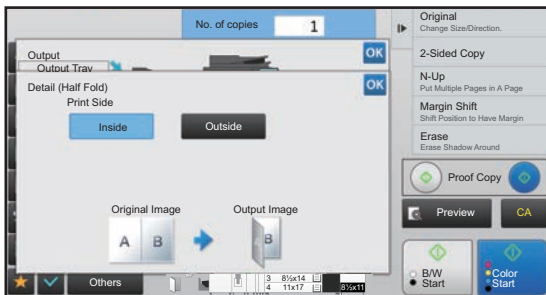 No. of copies
1
Output
OK
Output Tray
Detail (Half Fold)
OK
Print Side
Inside
Outside
Original Image
Output Image
A B
B
Others
3 8½x14
4 11x17
8½x11
Original
Change Size/Direction.
2-Sided Copy
N-Up
Put Multiple Pages in A Page
Margin Shift
Shift Position to Have Margin
Erase
Erase Shadow Around
Proof Copy
Preview
CA
B/W
Start
Color
Start